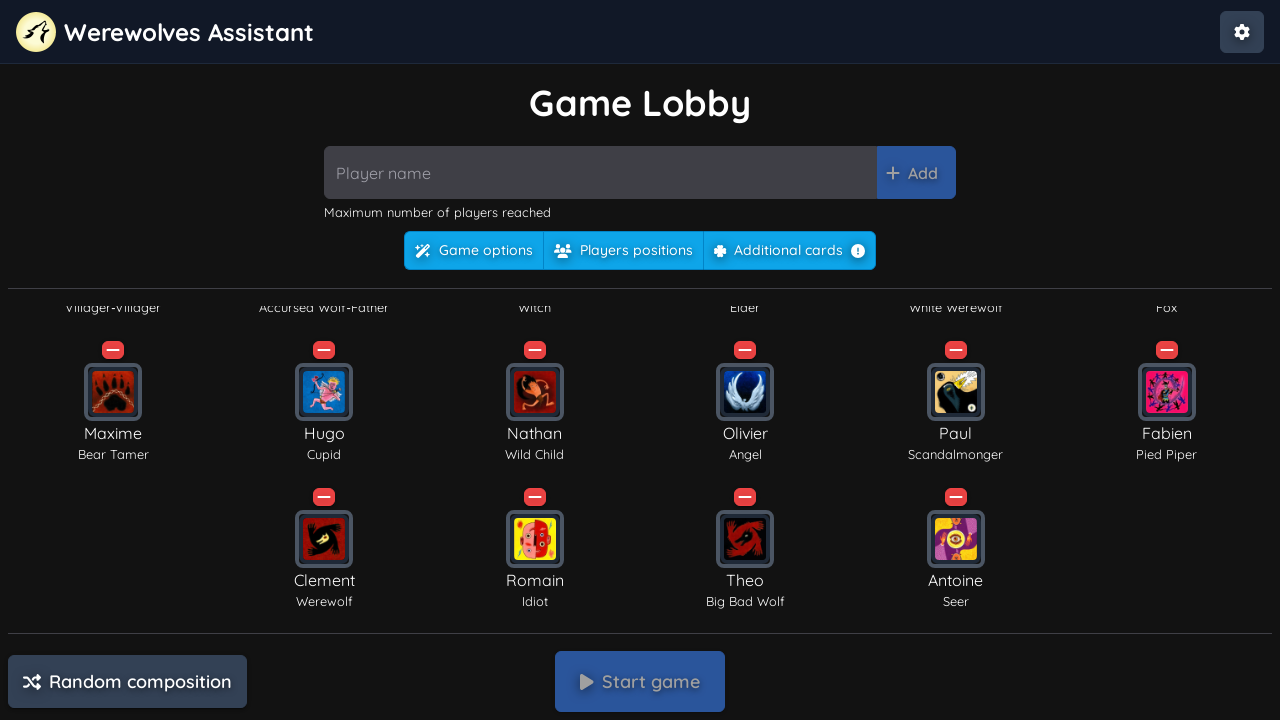 Werewolves Assistant
Game Lobby
Player name
Add
Maximum number of players reached
Game options
Players positions
Additional cards
Villager-Villager
Accursed Wolf-Father
Witch
Elder
White Werewolf
Fox
Maxime
Hugo
Nathan
Olivier
Paul
Fabien
Bear Tamer
Cupid
Wild Child
Angel
Scandalmonger
Pied Piper
Clement
Romain
Theo
Antoine
Werewolf
Idiot
Big Bad Wolf
Seer
Random composition
Start game